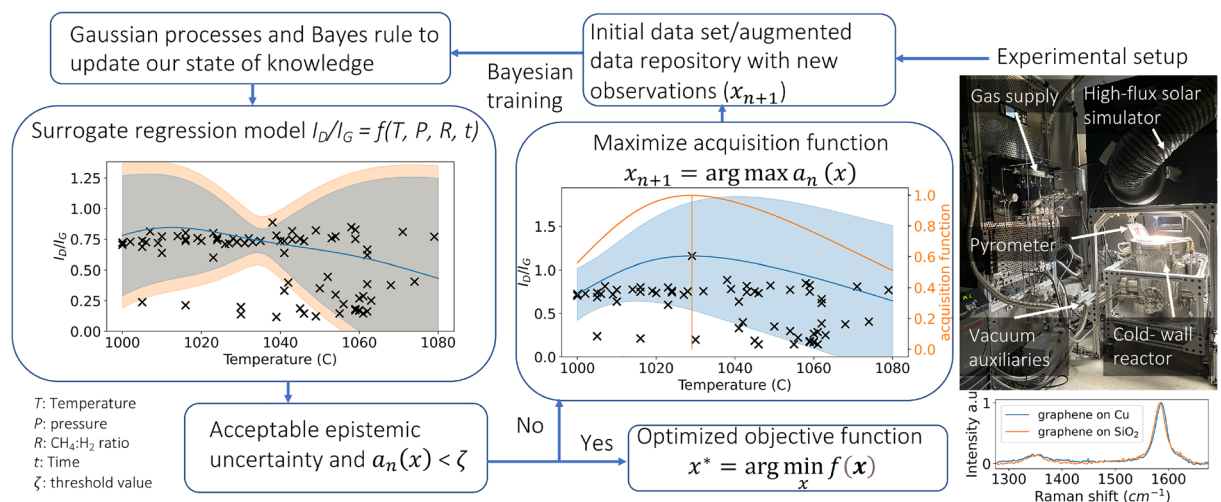 Gaussian processes and Bayes rule to
update our state of knowledge
Bayesian
training
Initial data set/augmented
data repository with new
observations (xₙ₊₁)
Experimental setup
Surrogate regression model I_D/I_G = f(T, P, R, t)
I_D/I_G
1.25
1.00
0.75
0.50
0.25
0.00
1000 1020 1040 1060 1080
Temperature (C)
Maximize acquisition function
xₙ₊₁ = arg max aₙ (x)
I_D/I_G
1.5
1.0
0.5
0.0
1000 1020 1040 1060 1080
Temperature (C)
1.0
0.8
0.6
0.4
0.2
0.0
acquisition function
Gas supply
High-flux solar
simulator
Pyrometer
Vacuum
auxiliaries
Cold- wall
reactor
T: Temperature
P: pressure
R: CH₄:H₂ ratio
t: Time
ζ: threshold value
Acceptable epistemic
uncertainty and aₙ(x) < ζ
No
Yes
Optimized objective function
x* = arg min f(x)
x
Intensity a.u
1
0
graphene on Cu
graphene on SiO₂
1300 1400 1500 1600
Raman shift (cm⁻¹)